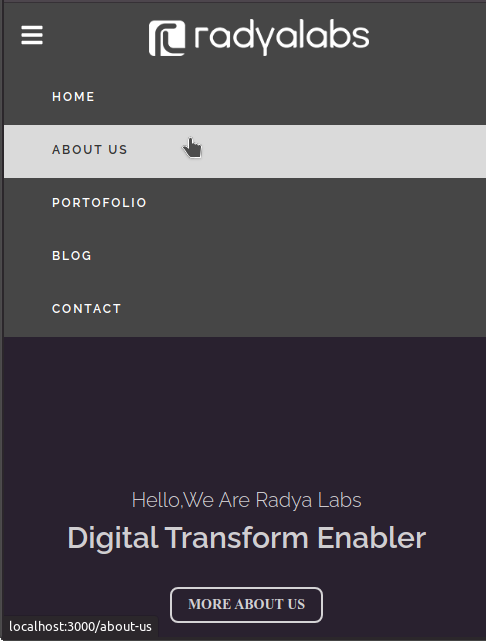 radyalabs
HOME
ABOUT US
PORTOFOLIO
BLOG
CONTACT
Hello,We Are Radya Labs
Digital Transform Enabler
MORE ABOUT US
localhost:3000/about-us